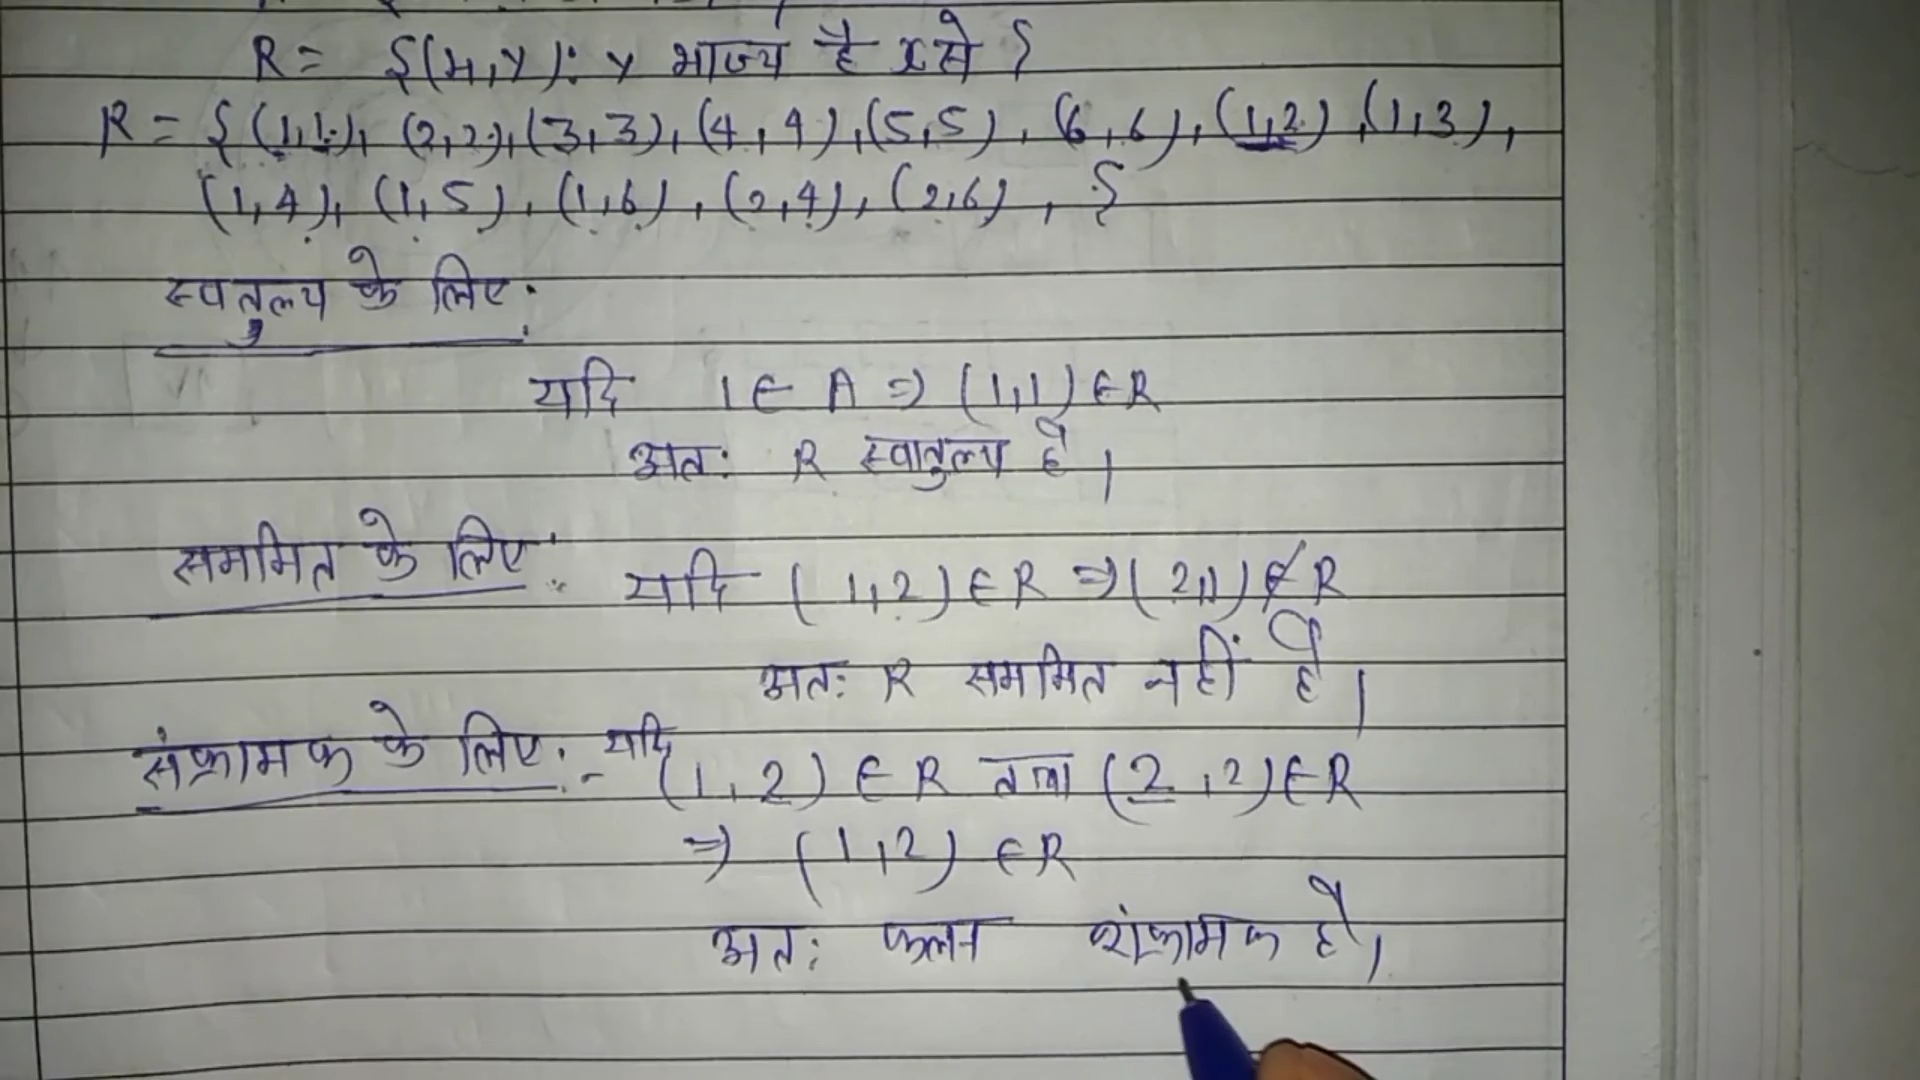 R = {(x,y): y भाज्य है x से}
R = {(1,1), (2,2), (3,3), (4,4), (5,5), (6,6), (1,2), (1,3),
(1,4), (1,5), (1,6), (2,4), (2,6), }
स्वतुल्य के लिए:
यदि 1 ∈ A ⇒ (1,1) ∈ R
अतः R स्वातुल्य है।
सममित के लिए: यदि (1,2) ∈ R ⇒ (2,1) ∉ R
अतः R सममित नहीं है।
संक्रामक के लिए:- यदि (1,2) ∈ R तथा (2,2) ∈ R
⇒ (1,2) ∈ R
अतः फलन संक्रामक है।